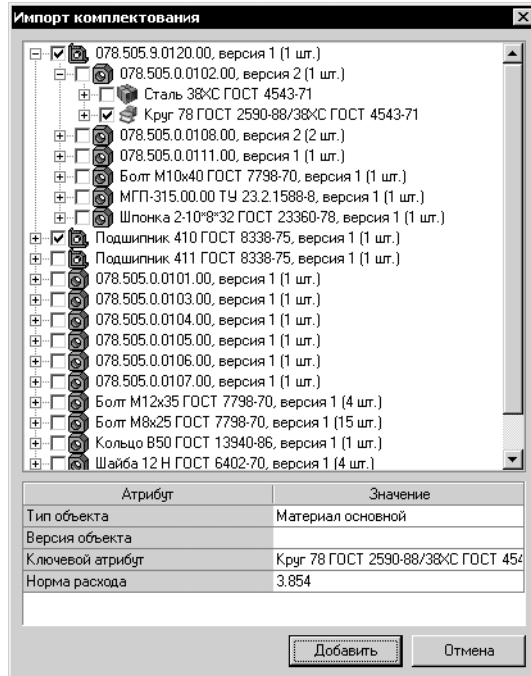 Импорт комплектования
078.505.9.0120.00, версия 1 (1 шт.)
078.505.0.0102.00, версия 2 (1 шт.)
Сталь 38ХС ГОСТ 4543-71
Круг 78 ГОСТ 2590-88/38ХС ГОСТ 4543-71
078.505.0.0108.00, версия 2 (2 шт.)
078.505.0.0111.00, версия 1 (1 шт.)
Болт М10х40 ГОСТ 7798-70, версия 1 (1 шт.)
МГП-315.00.00 ТУ 23.2.1588-8, версия 1 (1 шт.)
Шпонка 2-10*8*32 ГОСТ 23360-78, версия 1 (1 шт.)
Подшипник 410 ГОСТ 8338-75, версия 1 (1 шт.)
Подшипник 411 ГОСТ 8338-75, версия 1 (1 шт.)
078.505.0.0101.00, версия 1 (1 шт.)
078.505.0.0103.00, версия 1 (1 шт.)
078.505.0.0104.00, версия 1 (1 шт.)
078.505.0.0105.00, версия 1 (1 шт.)
078.505.0.0106.00, версия 1 (1 шт.)
078.505.0.0107.00, версия 1 (1 шт.)
Болт М12х35 ГОСТ 7798-70, версия 1 (4 шт.)
Болт М8х25 ГОСТ 7798-70, версия 1 (15 шт.)
Кольцо В50 ГОСТ 13940-86, версия 1 (1 шт.)
Шайба 12 Н ГОСТ 6402-70, версия 1 (4 шт.)
Атрибут Значение
Тип объекта Материал основной
Версия объекта
Ключевой атрибут Круг 78 ГОСТ 2590-88/38ХС ГОСТ 454
Норма расхода 3.854
Добавить Отмена